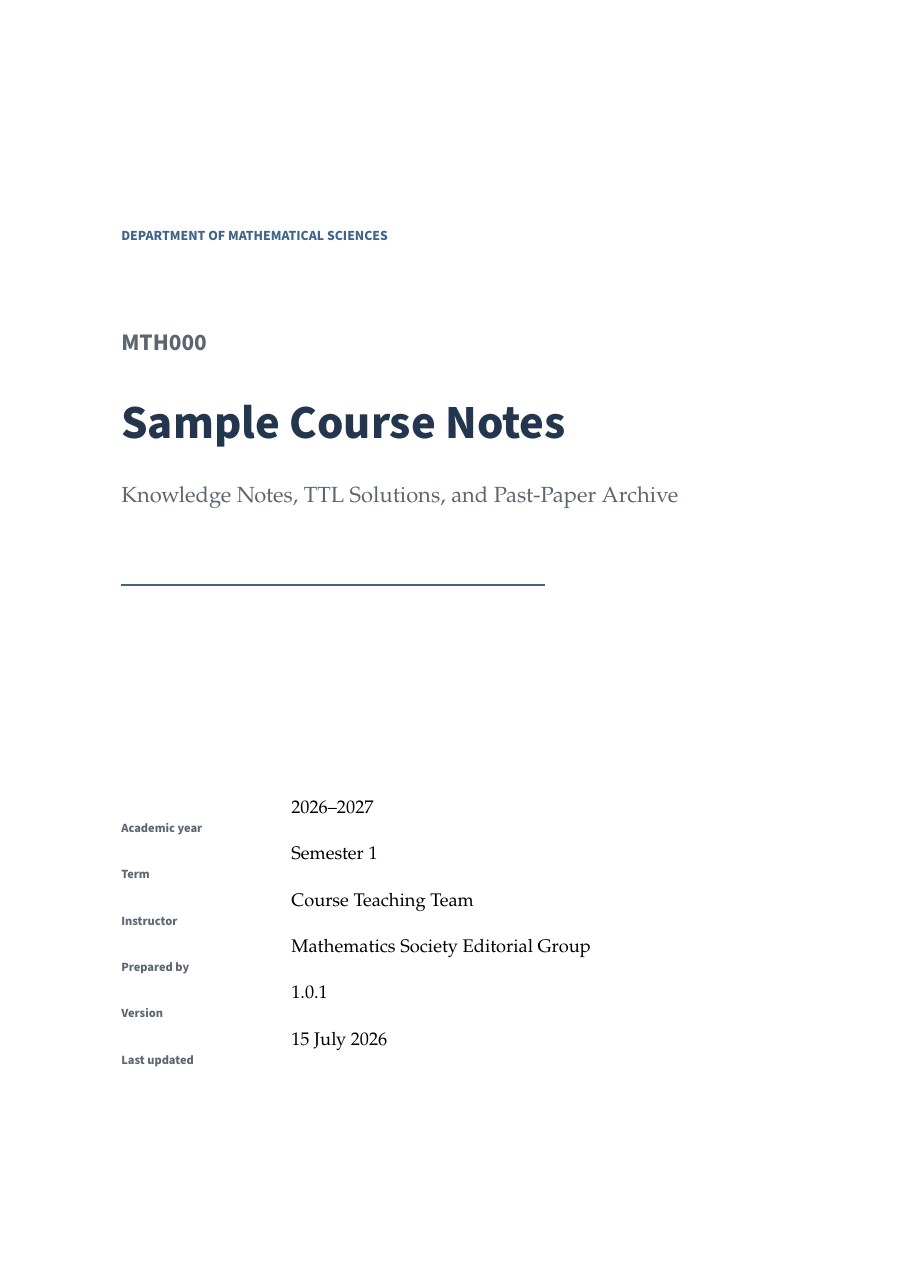 DEPARTMENT OF MATHEMATICAL SCIENCES
MTH000
Sample Course Notes
Knowledge Notes, TTL Solutions, and Past-Paper Archive
2026–2027
Academic year
Semester 1
Term
Course Teaching Team
Instructor
Mathematics Society Editorial Group
Prepared by
1.0.1
Version
15 July 2026
Last updated